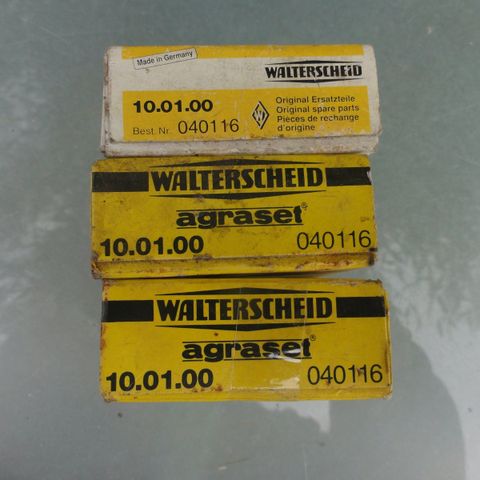 Made in Germany
WALTERSCHEID
10.01.00
Best. Nr. 040116
Original Ersatzteile
Original spare parts
Pièces de rechange
d'origine
WALTERSCHEID
agraset®
10.01.00 040116
WALTERSCHEID
agraset®
10.01.00 040116